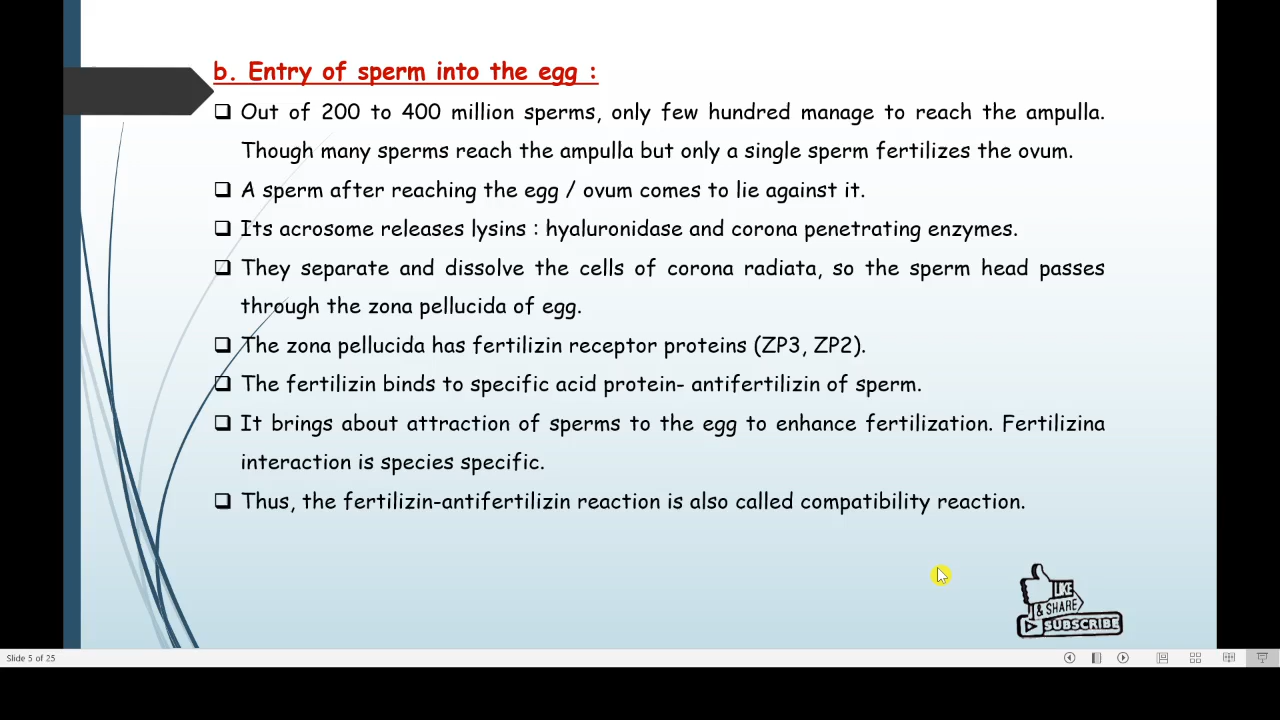 b. Entry of sperm into the egg :
❑ Out of 200 to 400 million sperms, only few hundred manage to reach the ampulla.
Though many sperms reach the ampulla but only a single sperm fertilizes the ovum.
❑ A sperm after reaching the egg / ovum comes to lie against it.
❑ Its acrosome releases lysins : hyaluronidase and corona penetrating enzymes.
❑ They separate and dissolve the cells of corona radiata, so the sperm head passes
through the zona pellucida of egg.
❑ The zona pellucida has fertilizin receptor proteins (ZP3, ZP2).
❑ The fertilizin binds to specific acid protein- antifertilizin of sperm.
❑ It brings about attraction of sperms to the egg to enhance fertilization. Fertilizina
interaction is species specific.
❑ Thus, the fertilizin-antifertilizin reaction is also called compatibility reaction.
LIKE
& SHARE
SUBSCRIBE
Slide 5 of 25